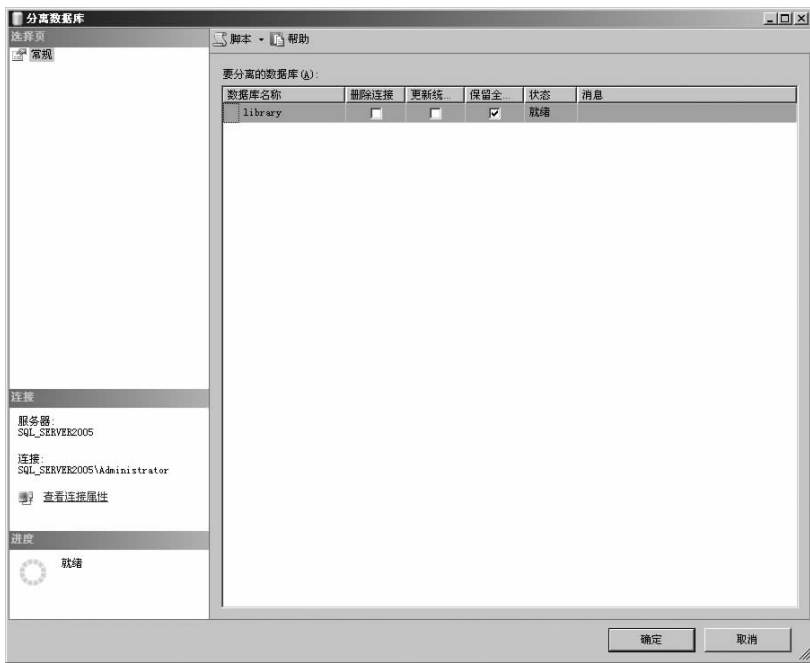 分离数据库
选择页
常规
脚本 帮助
要分离的数据库(A):
数据库名称 删除连接 更新统... 保留全... 状态 消息
library 就绪
连接
服务器:
SQL_SERVER2005
连接:
SQL_SERVER2005\Administrator
查看连接属性
进度
就绪
确定 取消